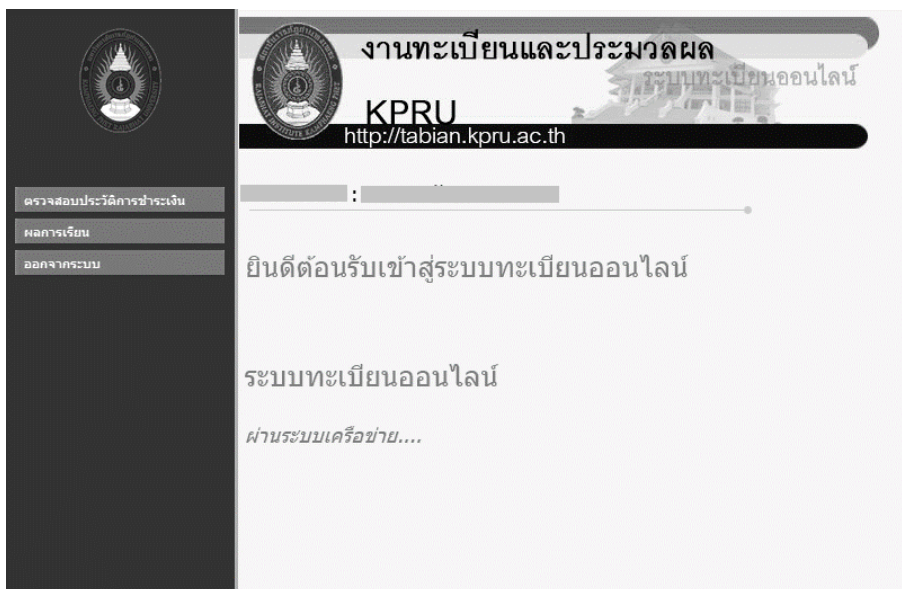 งานทะเบียนและประมวลผล
ระบบทะเบียนออนไลน์
KPRU
http://tabian.kpru.ac.th
ตรวจสอบประวัติการชำระเงิน
ผลการเรียน
ออกจากระบบ
:
ยินดีต้อนรับเข้าสู่ระบบทะเบียนออนไลน์
ระบบทะเบียนออนไลน์
ผ่านระบบเครือข่าย....